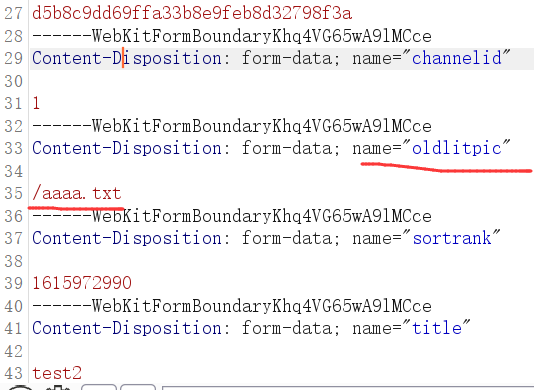 27 d5b8c9dd69ffa33b8e9feb8d32798f3a
28 ------WebKitFormBoundaryKhq4VG65wA9lMCce
29 Content-Disposition: form-data; name="channelid"
30
31 1
32 ------WebKitFormBoundaryKhq4VG65wA9lMCce
33 Content-Disposition: form-data; name="oldlitpic"
34
35 /aaaa.txt
36 ------WebKitFormBoundaryKhq4VG65wA9lMCce
37 Content-Disposition: form-data; name="sortrank"
38
39 1615972990
40 ------WebKitFormBoundaryKhq4VG65wA9lMCce
41 Content-Disposition: form-data; name="title"
42
43 test2